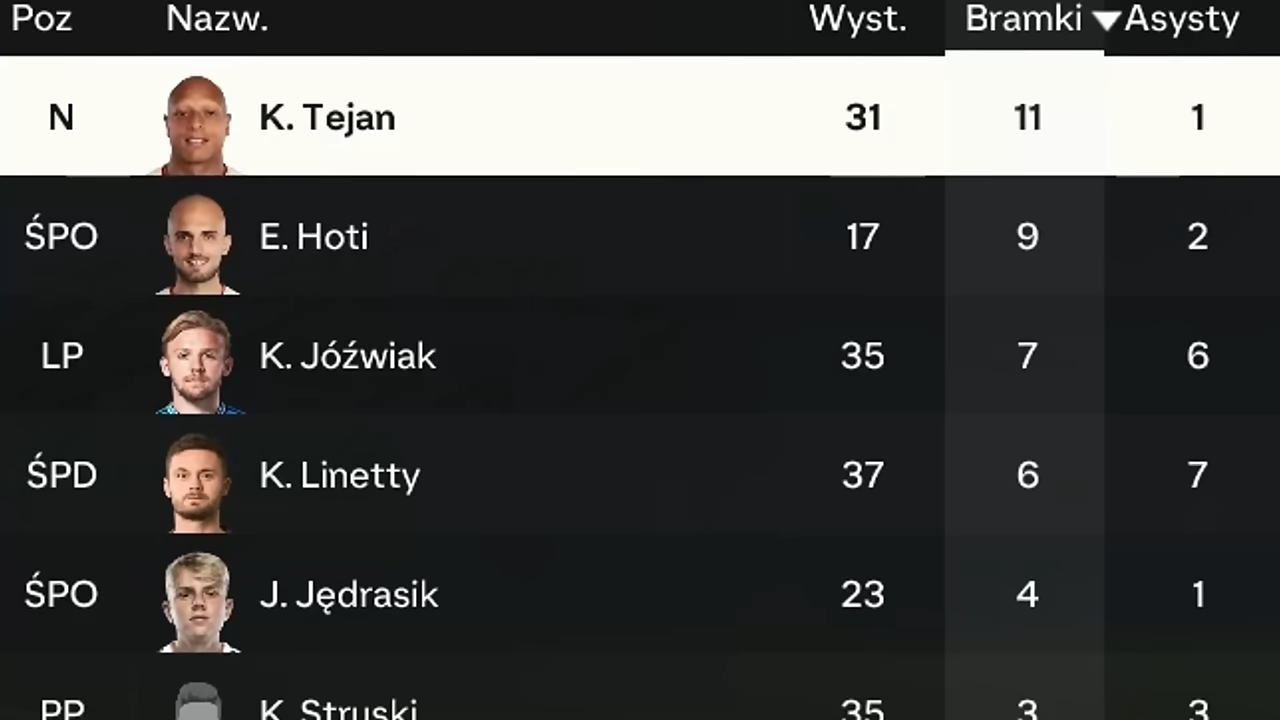 Poz Nazw. Wyst. Bramki ▼ Asysty
N K. Tejan 31 11 1
ŚPO E. Hoti 17 9 2
LP K. Jóźwiak 35 7 6
ŚPD K. Linetty 37 6 7
ŚPO J. Jędrasik 23 4 1
PP K. Struski 35 3 3